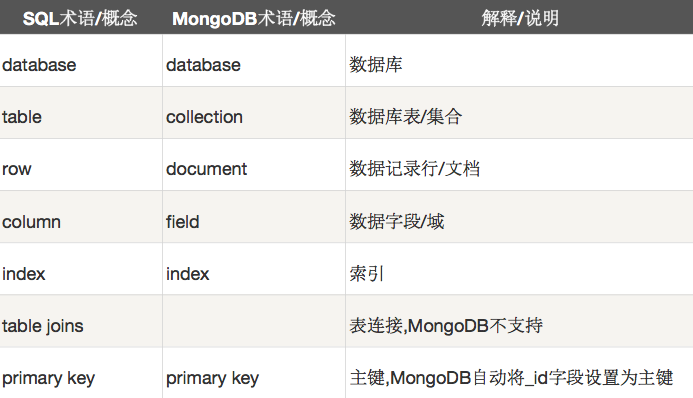 SQL术语/概念 MongoDB术语/概念 解释/说明
database database 数据库
table collection 数据库表/集合
row document 数据记录行/文档
column field 数据字段/域
index index 索引
table joins 表连接,MongoDB不支持
primary key primary key 主键,MongoDB自动将_id字段设置为主键